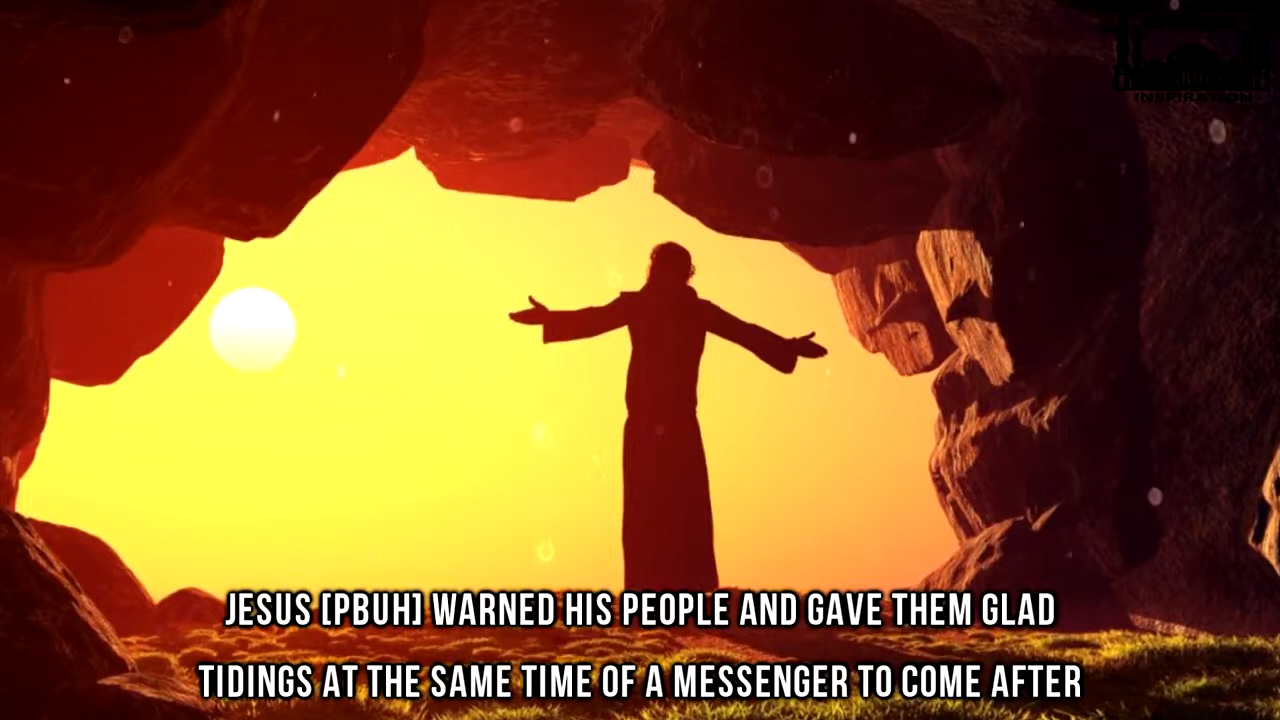 INSPIRATION
JESUS [PBUH] WARNED HIS PEOPLE AND GAVE THEM GLAD
TIDINGS AT THE SAME TIME OF A MESSENGER TO COME AFTER